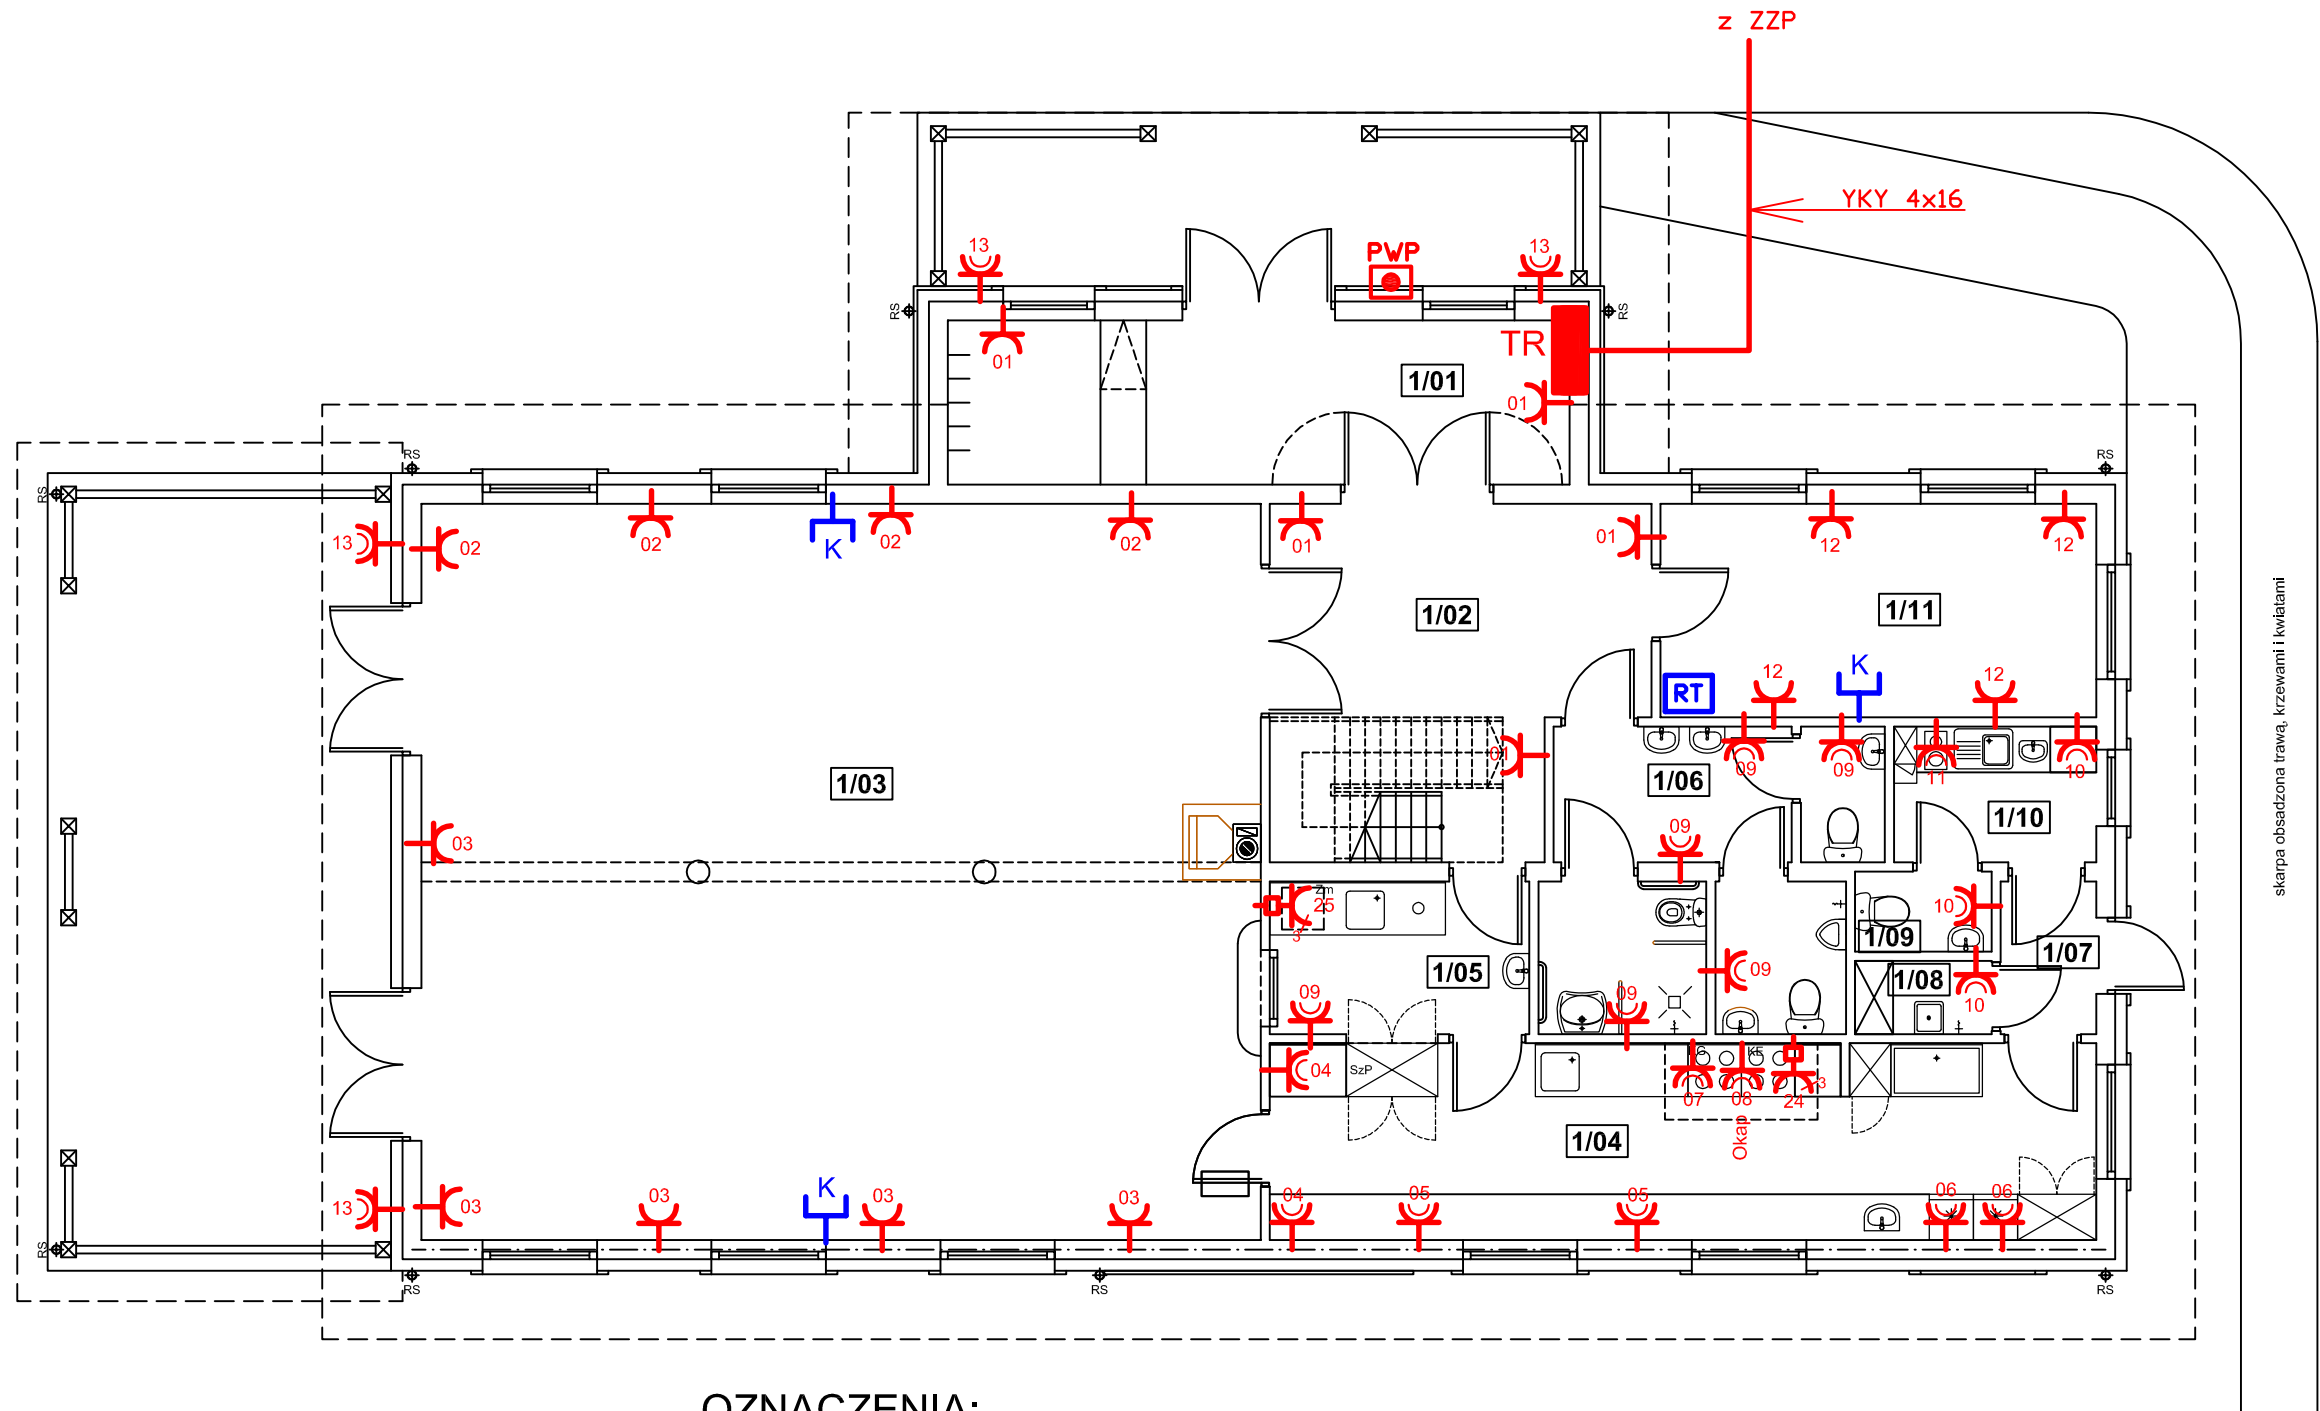 z ZZP
YKY 4x16
13
PWP
13
RS
RS
TR
01
1/01
01
RS
RS
RS
13
02
02
K
02
02
01
01
12
12
1/02
1/11
skarpa obsadzona trawą, krzewami i kwiatami
K
RT
12
12
01
1/03
1/06
09
09
11
10
1/10
03
09
Zm
25
3
10
1/09
1/07
1/05
09
1/08
09
09
10
04
SzP
KG
KE
3
07
08
24
Okap
1/04
13
03
03
K
03
03
04
05
05
06
06
RS
RS
RS
RS
OZNACZENIA: